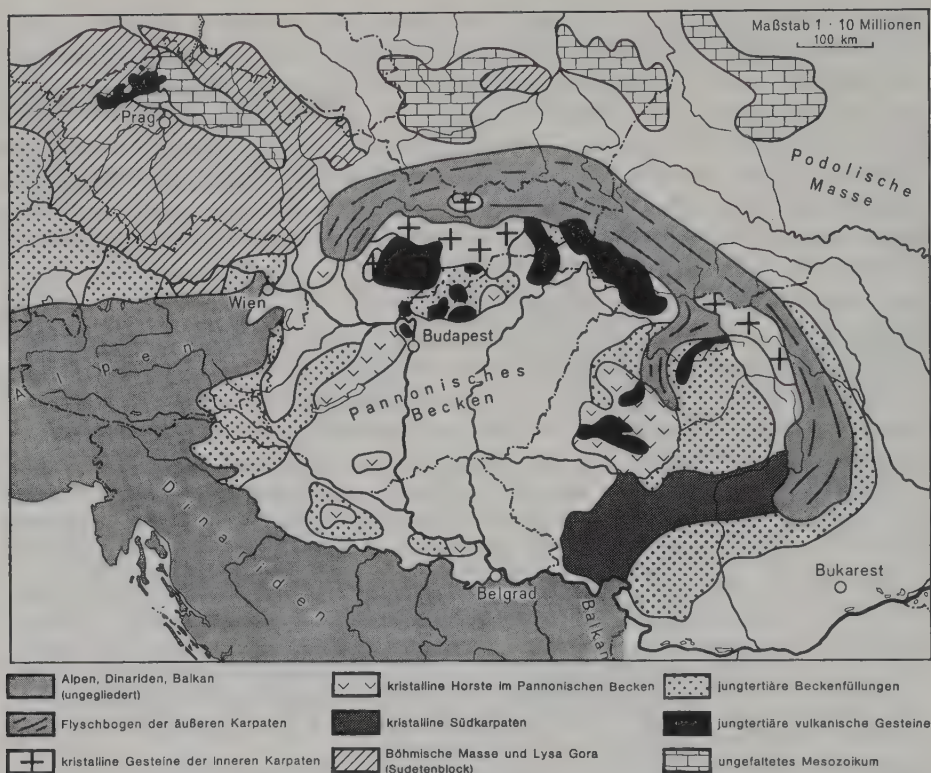 Maßstab 1 · 10 Millionen
100 km
Prag
Podolische
Masse
Wien
Budapest
Alpen
Pannonisches
Becken
Dinariden
Belgrad
Balkan
Bukarest
Alpen, Dinariden, Balkan
(ungegliedert)
kristalline Horste im Pannonischen Becken
jungtertiäre Beckenfüllungen
Flyschbogen der äußeren Karpaten
kristalline Südkarpaten
jungtertiäre vulkanische Gesteine
kristalline Gesteine der Inneren Karpaten
Böhmische Masse und Lysa Gora
(Sudetenblock)
ungefaltetes Mesozoikum